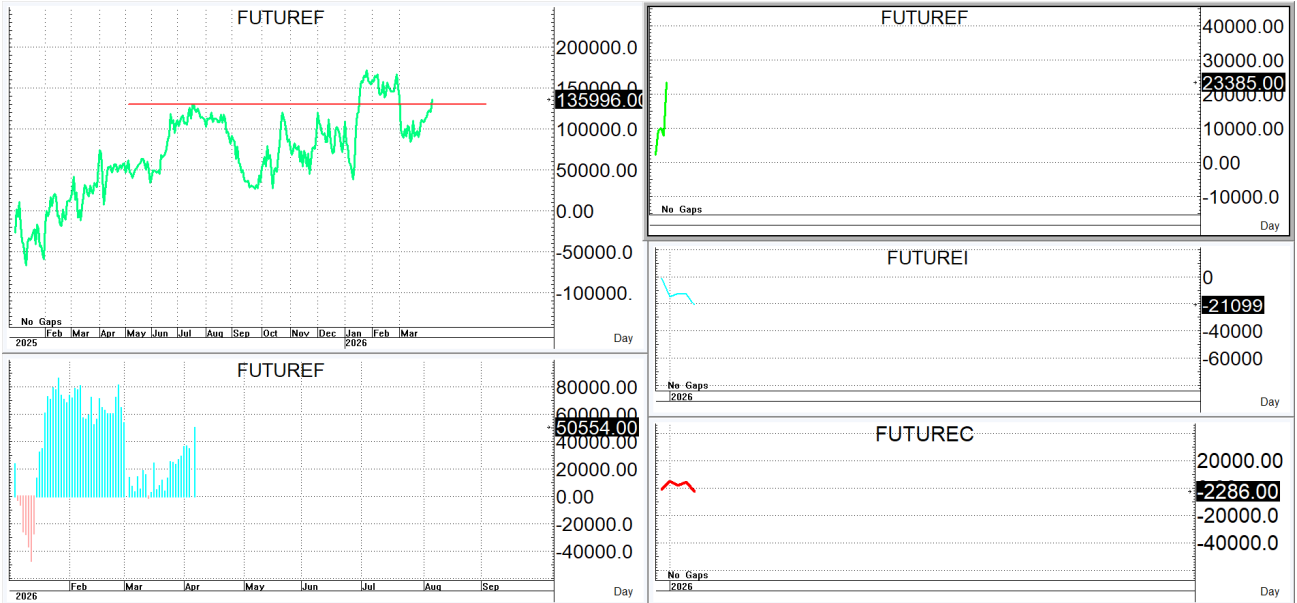 FUTUREF
200000.0
150000.0
135996.00
100000.0
50000.00
0.00
-50000.0
-100000.
No Gaps
Feb Mar Apr May Jun Jul Aug Sep Oct Nov Dec Jan Feb Mar
2025 2026
Day
FUTUREF
80000.00
60000.00
50554.00
40000.00
20000.00
0.00
-20000.0
-40000.0
Feb Mar Apr May Jun Jul Aug Sep
2026
Day
FUTUREF
40000.00
30000.00
23385.00
20000.00
10000.00
0.00
-10000.0
No Gaps
Day
FUTUREI
0
-21099
-40000
-60000
No Gaps
2026
Day
FUTUREC
20000.00
-2286.00
-20000.0
-40000.0
No Gaps
2026
Day